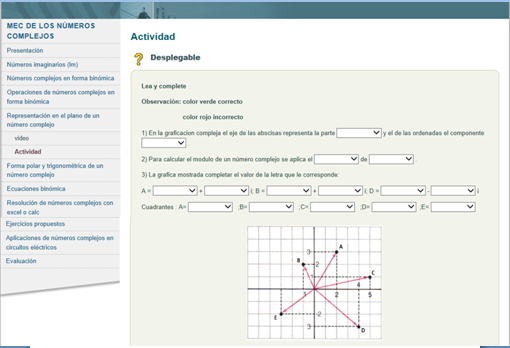 MEC DE LOS NÚMEROS
COMPLEJOS
Presentación
Números imaginarios (Im)
Números complejos en forma binómica
Operaciones de números complejos en
forma binómica
Representación en el plano de un
número complejo
video
Actividad
Forma polar y trigonométrica de un
número complejo
Ecuaciones binómica
Resolución de números complejos con
excel o calc
Ejercicios propuestos
Aplicaciones de números complejos en
circuitos eléctricos
Evaluación
Actividad
Desplegable
Lea y complete
Observación: color verde correcto
color rojo incorrecto
1) En la graficacion compleja el eje de las abscisas representa la parte y el de las ordenadas el componente
.
2) Para calcular el modulo de un número complejo se aplica el de .
3) La grafica mostrada completar el valor de la letra que le corresponde:
A = + i; B = + i; D = - i
Cuadrantes : A= ;B= ;C= ;D= ;E=
A
3
B
2
C
1
4
1
2
5
2
E
3
D